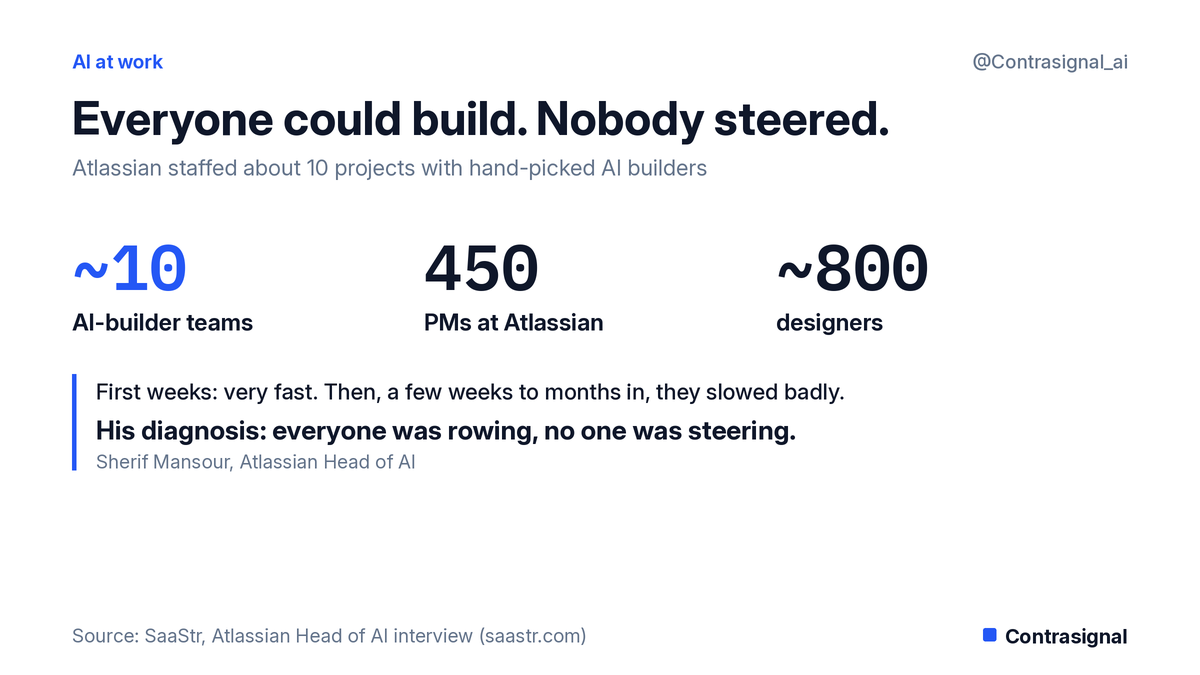 AI at work
@Contrasignal_ai
Everyone could build. Nobody steered.
Atlassian staffed about 10 projects with hand-picked AI builders
~10
450
~800
AI-builder teams
PMs at Atlassian
designers
First weeks: very fast. Then, a few weeks to months in, they slowed badly.
His diagnosis: everyone was rowing, no one was steering.
Sherif Mansour, Atlassian Head of AI
Source: SaaStr, Atlassian Head of AI interview (saastr.com)
Contrasignal